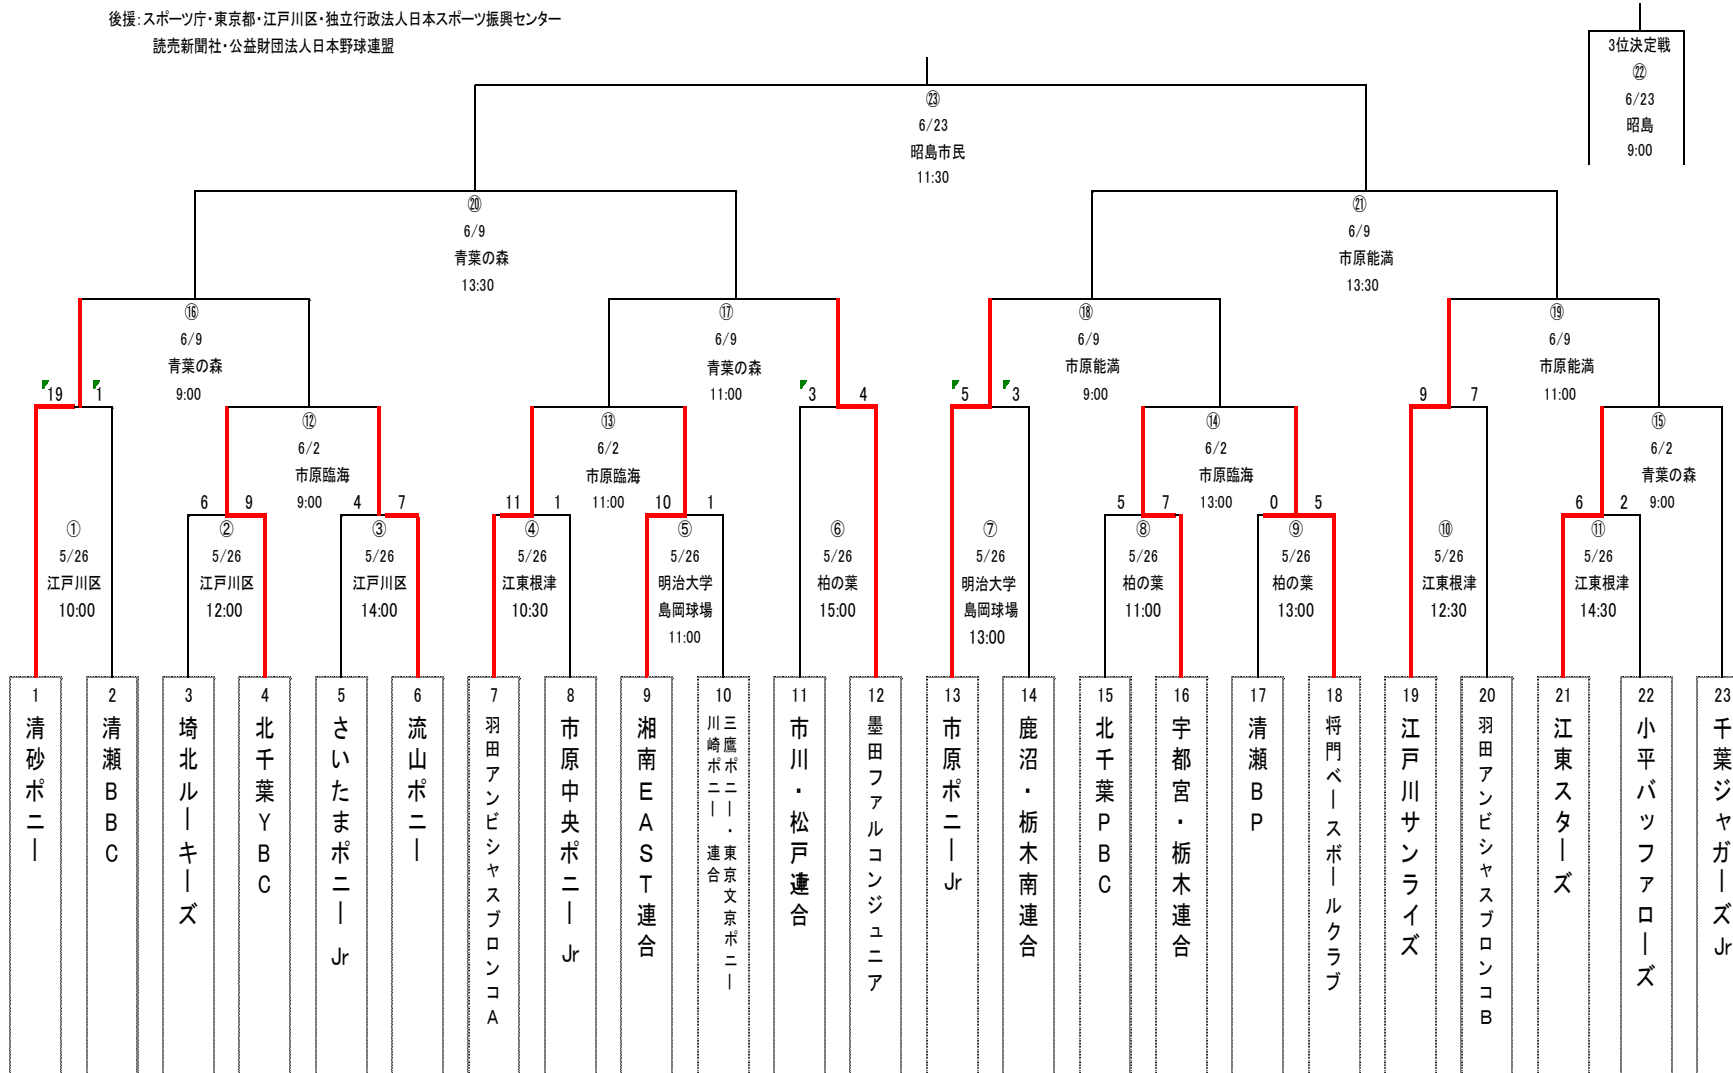 後援：スポーツ庁・東京都・江戸川区・独立行政法人日本スポーツ振興センター
読売新聞社・公益財団法人日本野球連盟
3位決定戦
㉒
6/23
昭島
9:00
㉓
6/23
昭島市民
11:30
⑳
6/9
青葉の森
13:30
㉑
6/9
市原能満
13:30
⑯
6/9
青葉の森
9:00
⑰
6/9
青葉の森
11:00
⑱
6/9
市原能満
9:00
⑲
6/9
市原能満
11:00
19 1
3 4
5 3
9 7
⑫
6/2
市原臨海
9:00
⑬
6/2
市原臨海
11:00
⑭
6/2
市原臨海
13:00
⑮
6/2
青葉の森
9:00
6 9
4 7
11 1
10 1
5 7
0 5
6 2
①
5/26
江戸川区
10:00
②
5/26
江戸川区
12:00
③
5/26
江戸川区
14:00
④
5/26
江東根津
10:30
⑤
5/26
明治大学
島岡球場
11:00
⑥
5/26
柏の葉
15:00
⑦
5/26
明治大学
島岡球場
13:00
⑧
5/26
柏の葉
11:00
⑨
5/26
柏の葉
13:00
⑩
5/26
江東根津
12:30
⑪
5/26
江東根津
14:30
1
清砂ポニー
2
清瀬BBC
3
埼北ルーキーズ
4
北千葉YBC
5
さいたまポニーJr
6
流山ポニー
7
羽田アンビシャスブロンコA
8
市原中央ポニーJr
9
湘南EAST連合
10
三鷹ポニー・東京文京ポニー
川崎ポニー 連合
11
市川・松戸連合
12
墨田ファルコンジュニア
13
市原ポニーJr
14
鹿沼・栃木南連合
15
北千葉PBC
16
宇都宮・栃木連合
17
清瀬BP
18
将門ベースボールクラブ
19
江戸川サンライズ
20
羽田アンビシャスブロンコB
21
江東スターズ
22
小平バッファローズ
23
千葉ジャガーズJr